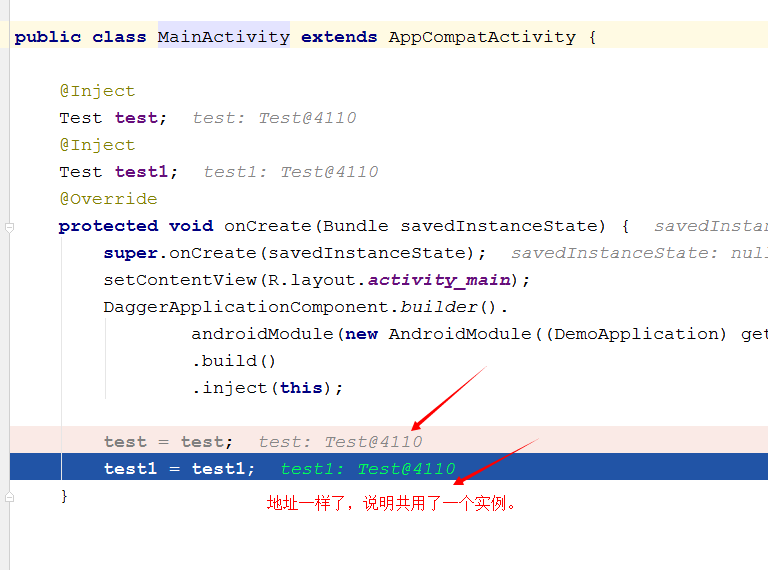 public class MainActivity extends AppCompatActivity {
@Inject
Test test; test: Test@4110
@Inject
Test test1; test1: Test@4110
@Override
protected void onCreate(Bundle savedInstanceState) { savedInstan
super.onCreate(savedInstanceState); savedInstanceState: null
setContentView(R.layout.activity_main);
DaggerApplicationComponent.builder().
androidModule(new AndroidModule((DemoApplication) get
.build()
.inject(this);
test = test; test: Test@4110
test1 = test1; test1: Test@4110
}
地址一样了，说明共用了一个实例。